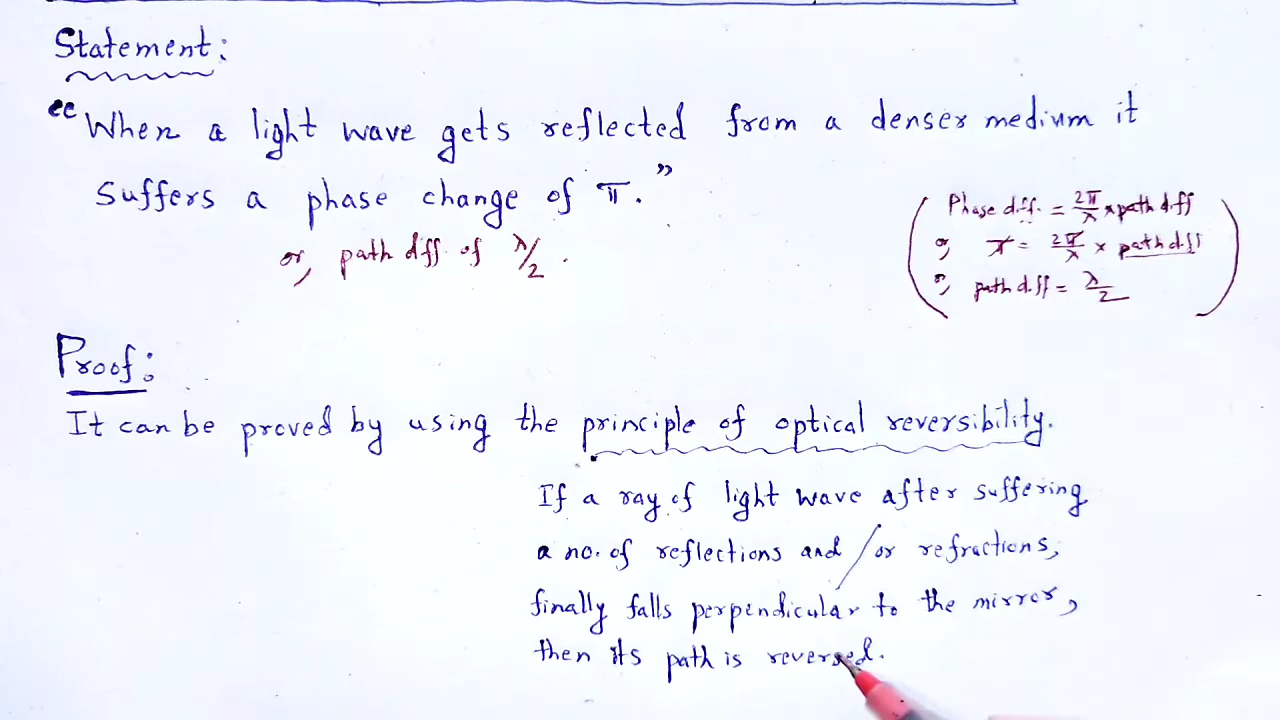 Statement:
"When a light wave gets reflected from a denser medium it
suffers a phase change of π."
or, path diff. of λ/2.
(Phase diff. = 2π/λ × path diff
or, π = 2π/λ × path diff
or, path diff = λ/2)
Proof:
It can be proved by using the principle of optical reversibility.
If a ray of light wave after suffering
a no. of reflections and/or refractions,
finally falls perpendicular to the mirror,
then its path is reversed.